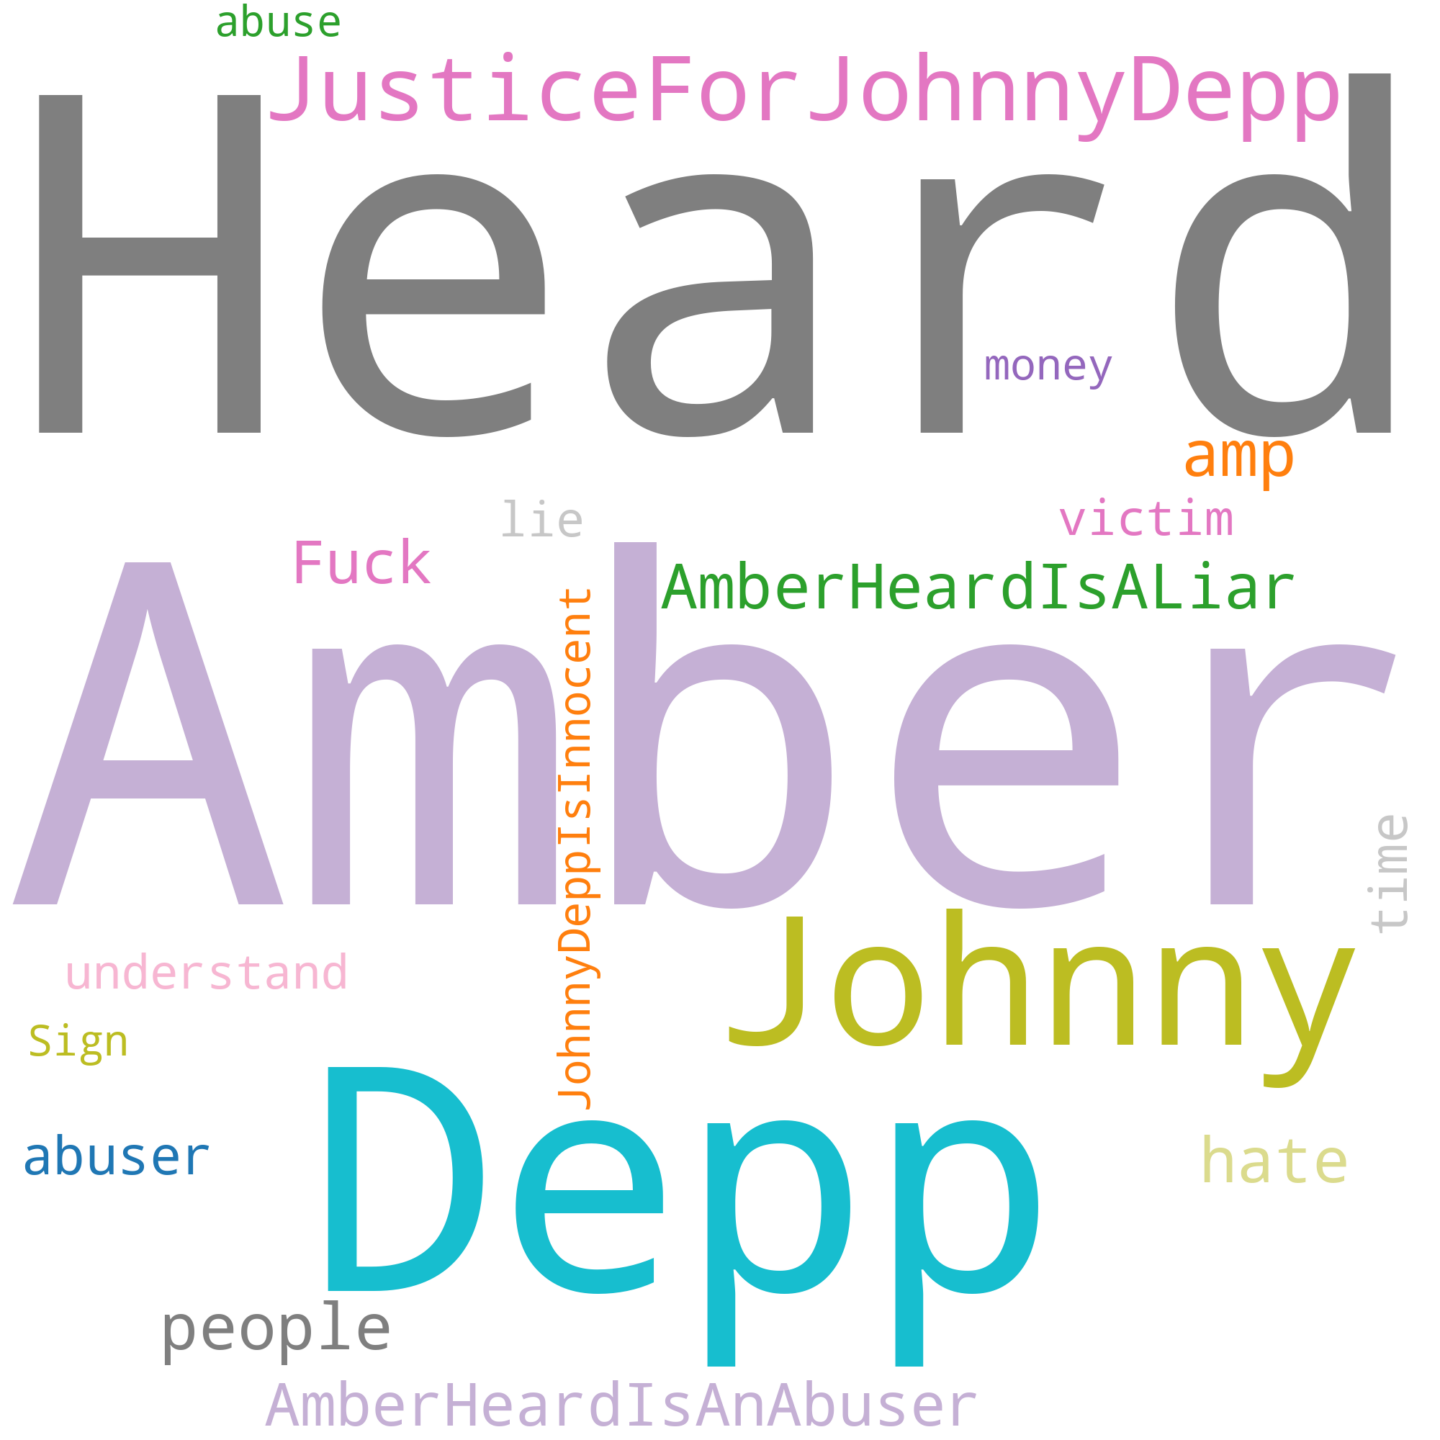 abuse
JusticeForJohnnyDepp
Heard
money
amp
lie
victim
Fuck
AmberHeardIsALiar
JohnnyDeppIsInnocent
Amber
time
Johnny
understand
Sign
Depp
abuser
hate
people
AmberHeardIsAnAbuser